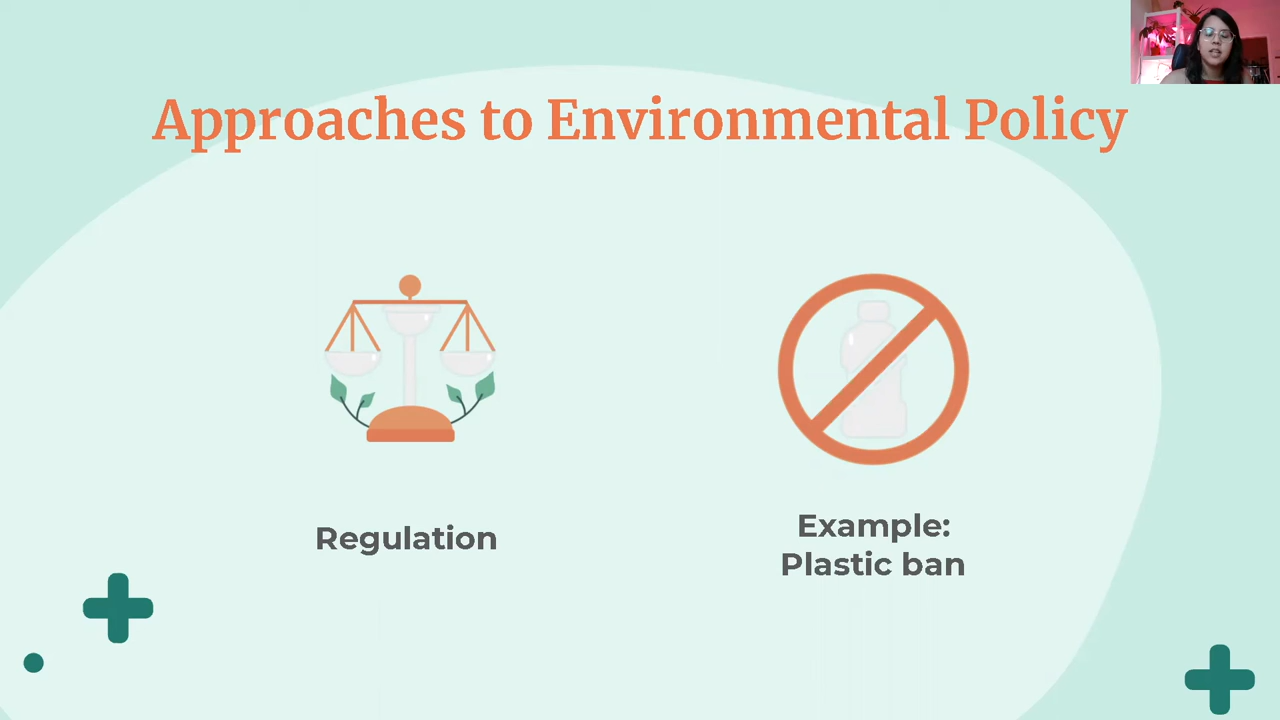 Approaches to Environmental Policy
Regulation
Example:
Plastic ban